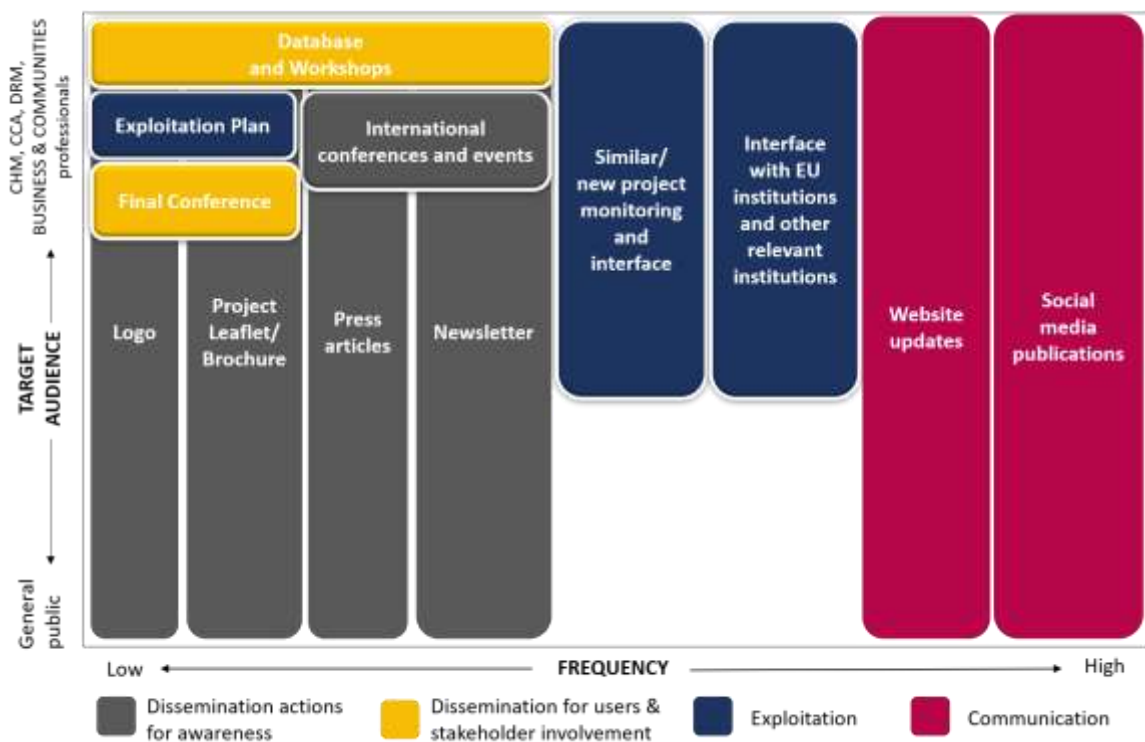 CHM, CCA, DRM,
BUSINESS & COMMUNITIES
professionals
TARGET
AUDIENCE
General
public
Database
and Workshops
Exploitation Plan
International
conferences and events
Final Conference
Similar/
new project
monitoring
and
interface
Interface
with EU
institutions
and other
relevant
institutions
Logo
Project
Leaflet/
Brochure
Press
articles
Newsletter
Website
updates
Social
media
publications
Low
FREQUENCY
High
Dissemination actions
for awareness
Dissemination for users &
stakeholder involvement
Exploitation
Communication